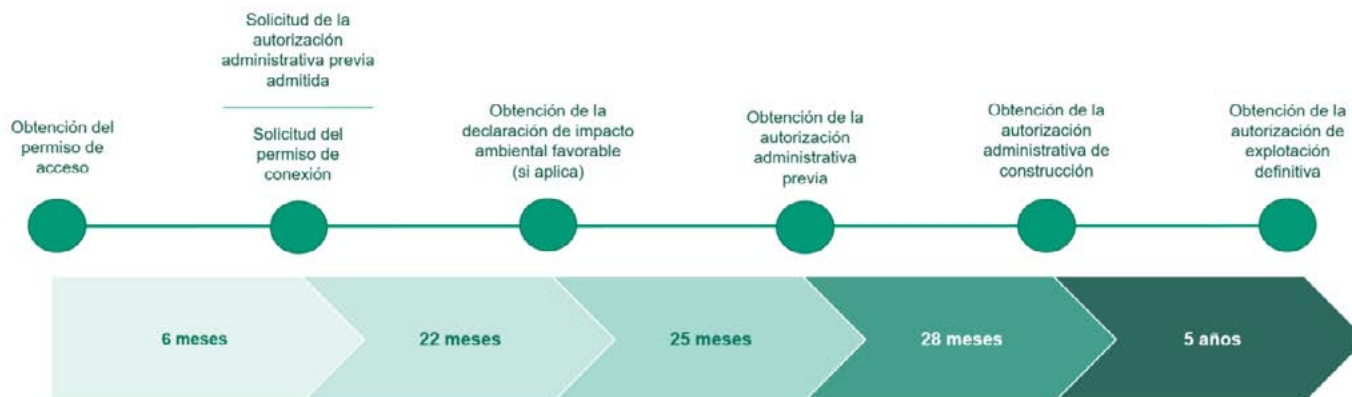 Obtención del
permiso de
acceso
Solicitud de la
autorización
administrativa previa
admitida
Solicitud del
permiso de
conexión
Obtención de la
declaración de impacto
ambiental favorable
(si aplica)
Obtención de la
autorización
administrativa
previa
Obtención de la
autorización
administrativa de
construcción
Obtención de la
autorización de
explotación
definitiva
6 meses
22 meses
25 meses
28 meses
5 años